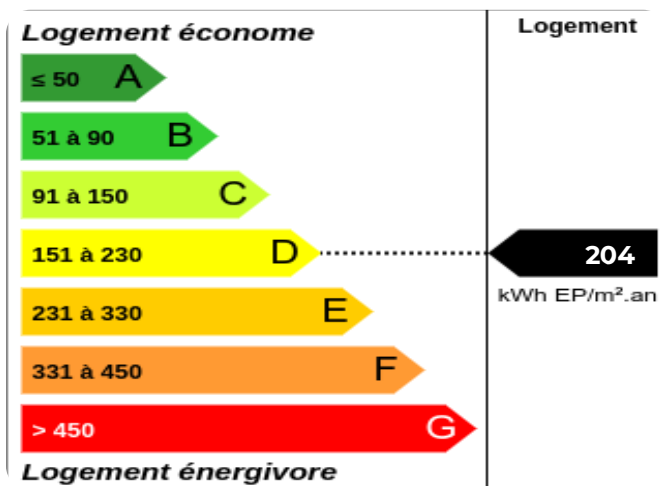 Logement économe
Logement
≤ 50 A
51 à 90 B
91 à 150 C
151 à 230 D
204
kWh EP/m².an
231 à 330 E
331 à 450 F
> 450 G
Logement énergivore